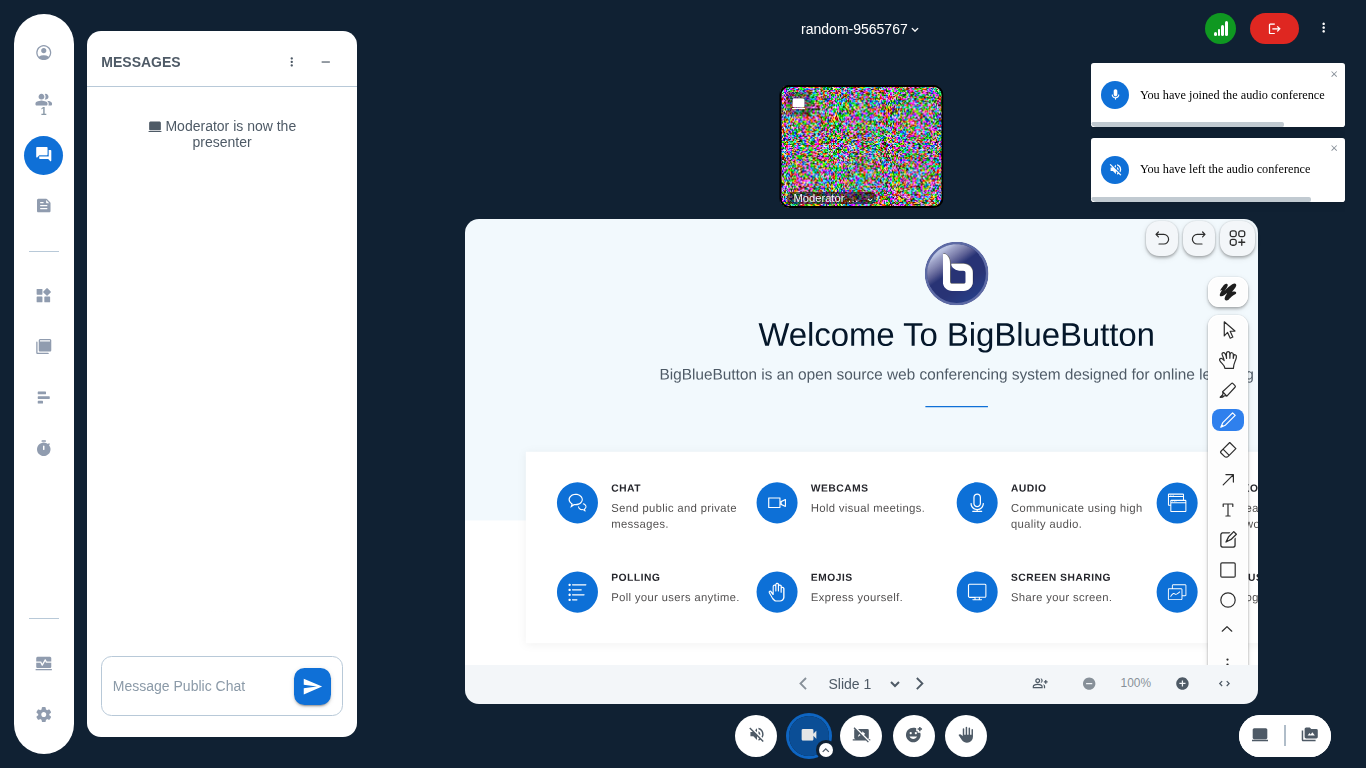 random-9565767
MESSAGES
1
Moderator is now the
presenter
You have joined the audio conference
You have left the audio conference
Moderator ...
Welcome To BigBlueButton
BigBlueButton is an open source web conferencing system designed for online
CHAT
Send public and private
messages.
WEBCAMS
Hold visual meetings.
AUDIO
Communicate using high
quality audio.
POLLING
Poll your users anytime.
EMOJIS
Express yourself.
SCREEN SHARING
Share your screen.
Message Public Chat
Slide 1
100%